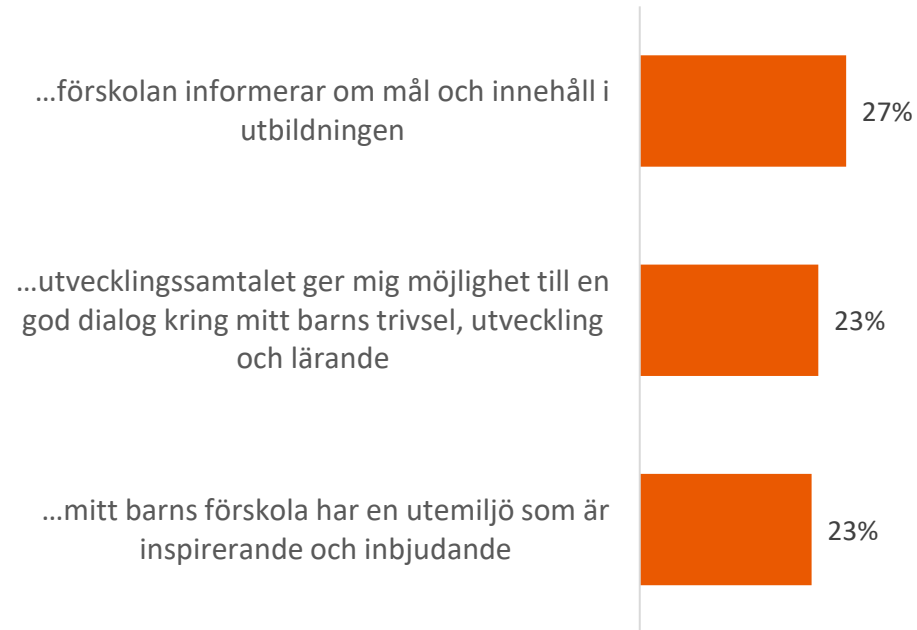 ...förskolan informerar om mål och innehåll i
utbildningen
27%
...utvecklingssamtalet ger mig möjlighet till en
god dialog kring mitt barns trivsel, utveckling
och lärande
23%
...mitt barns förskola har en utemiljö som är
inspirerande och inbjudande
23%